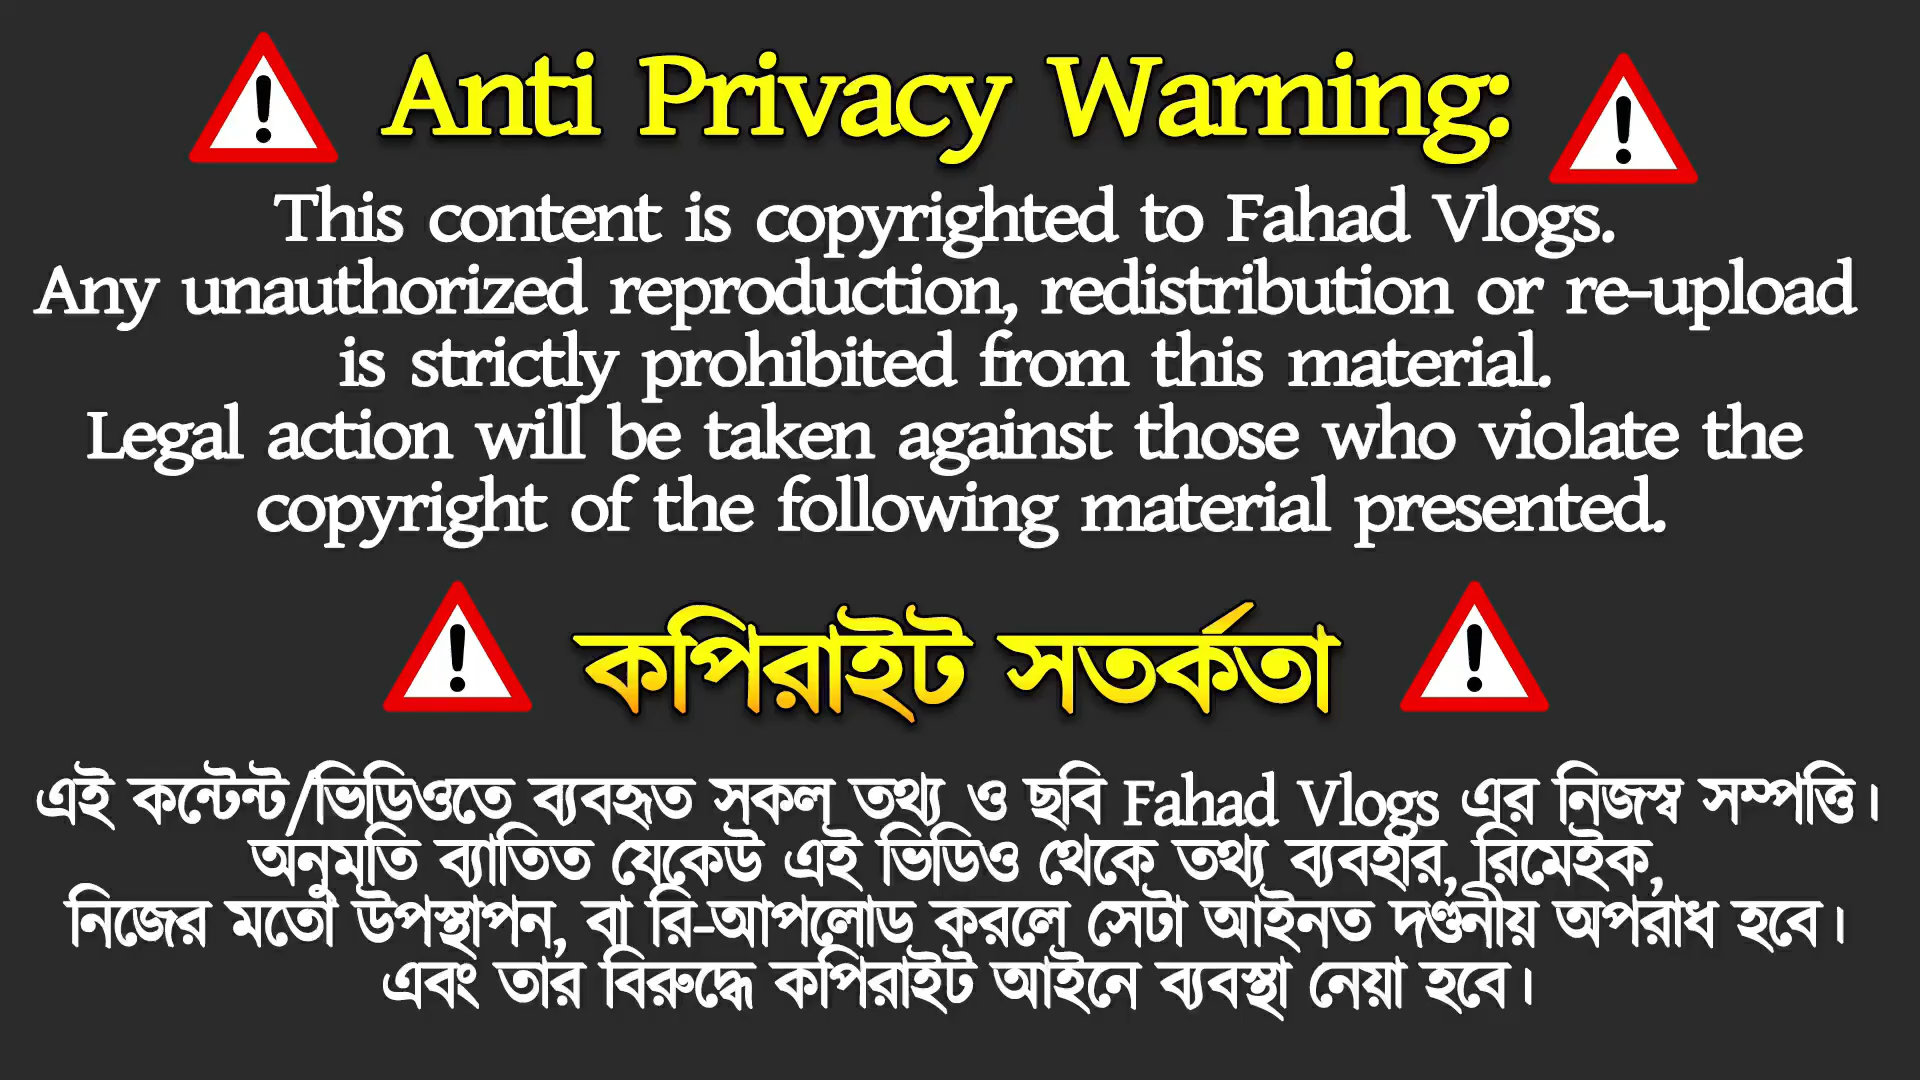 Anti Privacy Warning:
This content is copyrighted to Fahad Vlogs.
Any unauthorized reproduction, redistribution or re-upload
is strictly prohibited from this material.
Legal action will be taken against those who violate the
copyright of the following material presented.
কপিরাইট সতর্কতা
এই কন্টেন্ট/ভিডিওতে ব্যবহৃত সকল তথ্য ও ছবি Fahad Vlogs এর নিজস্ব সম্পত্তি।
অনুমতি ব্যাতিত যেকেউ এই ভিডিও থেকে তথ্য ব্যবহার, রিমেইক,
নিজের মতো উপস্থাপন, বা রি-আপলোড করলে সেটা আইনত দণ্ডনীয় অপরাধ হবে।
এবং তার বিরুদ্ধে কপিরাইট আইনে ব্যবস্থা নেয়া হবে।